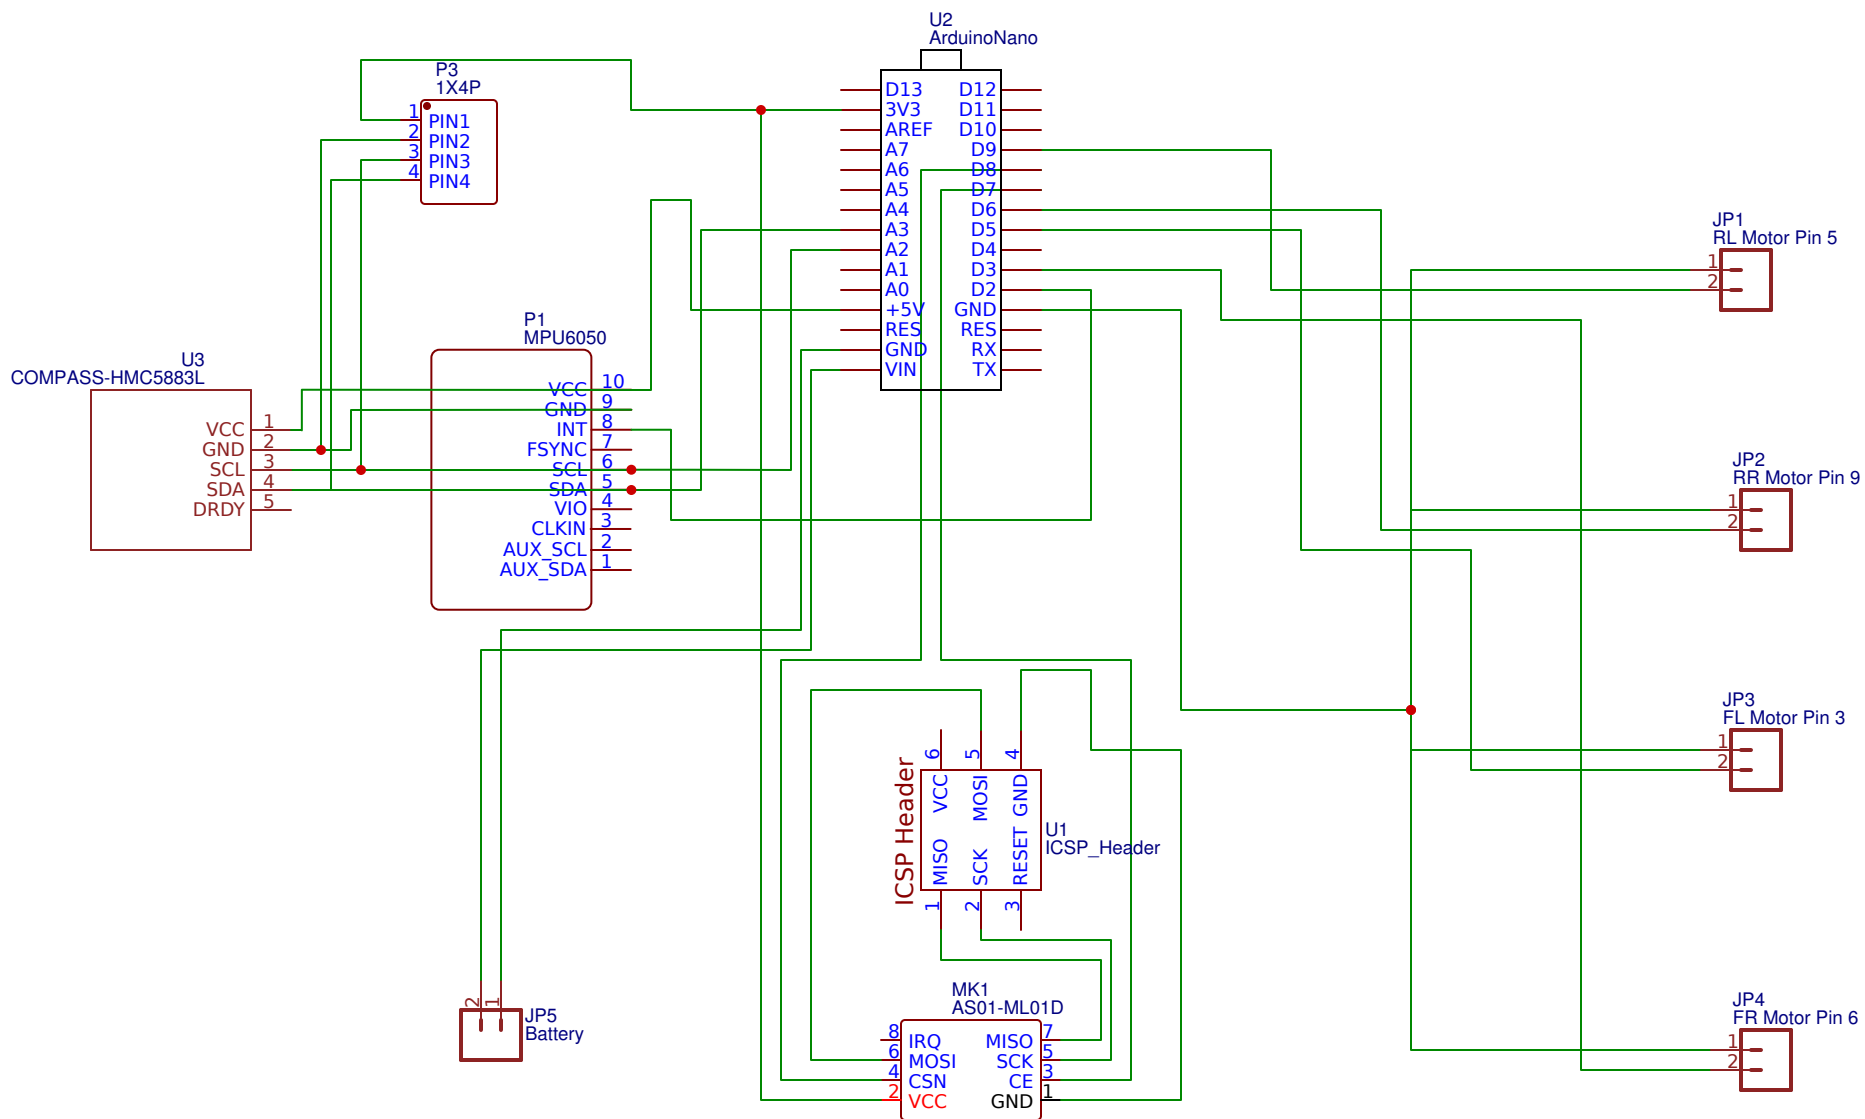 U2
ArduinoNano
D13
3V3
AREF
A7
A6
A5
A4
A3
A2
A1
A0
+5V
RES
GND
VIN
D12
D11
D10
D9
D8
D7
D6
D5
D4
D3
D2
GND
RES
RX
TX
P3
1X4P
1 PIN1
2 PIN2
3 PIN3
4 PIN4
JP1
RL Motor Pin 5
1
2
P1
MPU6050
VCC 10
GND 9
INT 8
FSYNC 7
SCL 6
SDA 5
VIO 4
CLKIN 3
AUX_SCL 2
AUX_SDA 1
U3
COMPASS-HMC5883L
VCC 1
GND 2
SCL 3
SDA 4
DRDY 5
JP2
RR Motor Pin 9
1
2
JP3
FL Motor Pin 3
1
2
ICSP Header
6 VCC
5 MOSI
4 GND
1 MISO
2 SCK
3 RESET
U1
ICSP_Header
JP4
FR Motor Pin 6
1
2
2
1
JP5
Battery
MK1
AS01-ML01D
8 IRQ
6 MOSI
4 CSN
2 VCC
MISO 7
SCK 5
CE 3
GND 1